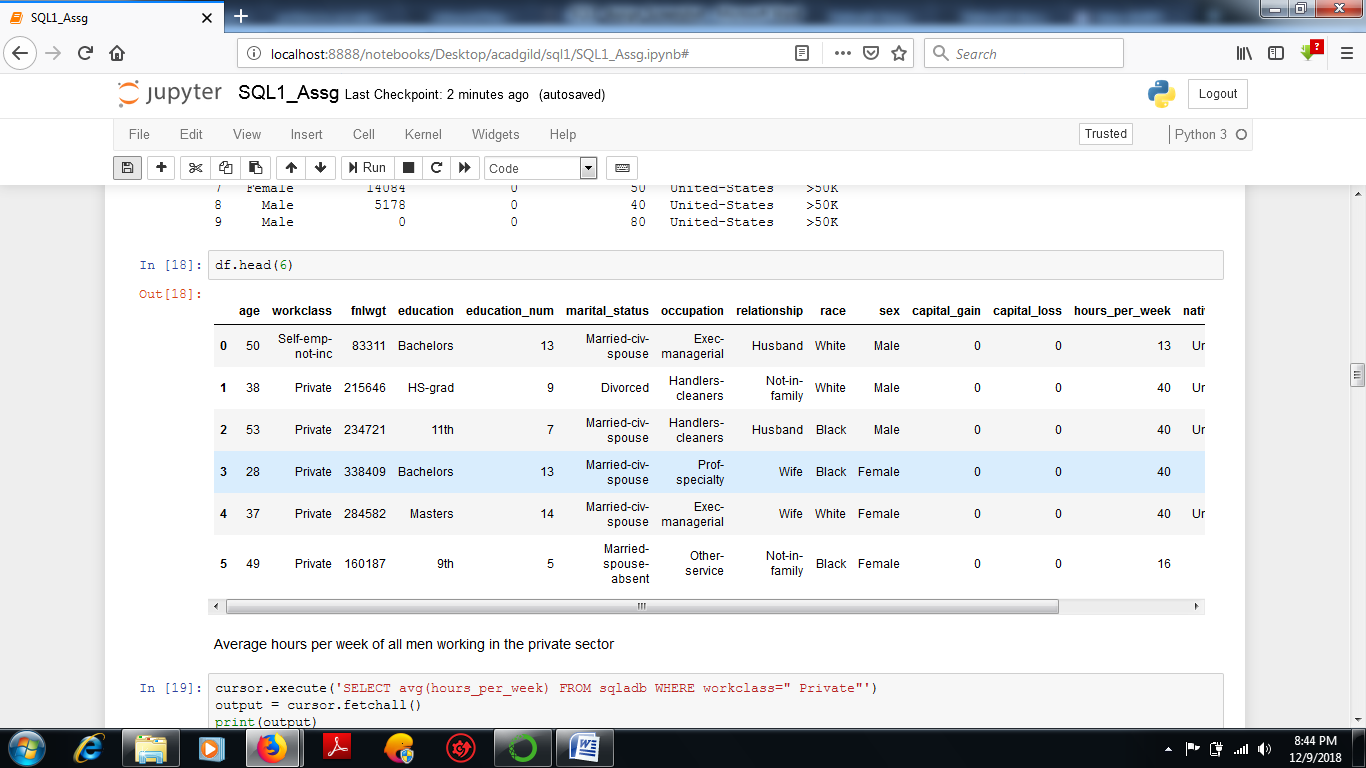 SQL1_Assg
localhost:8888/notebooks/Desktop/acadgild/sql1/SQL1_Assg.ipynb#
Search
?
jupyter SQL1_Assg Last Checkpoint: 2 minutes ago (autosaved)
Logout
File Edit View Insert Cell Kernel Widgets Help
Trusted
Python 3
Run
Code
7 Female 14084 0 50 United-States >50K
8 Male 5178 0 40 United-States >50K
9 Male 0 0 80 United-States >50K
In [18]: df.head(6)
Out[18]:
age workclass fnlwgt education education_num marital_status occupation relationship race sex capital_gain capital_loss hours_per_week nati
0 50 Self-emp-not-inc 83311 Bachelors 13 Married-civ-spouse Exec-managerial Husband White Male 0 0 13 Ur
1 38 Private 215646 HS-grad 9 Divorced Handlers-cleaners Not-in-family White Male 0 0 40 Ur
2 53 Private 234721 11th 7 Married-civ-spouse Handlers-cleaners Husband Black Male 0 0 40 Ur
3 28 Private 338409 Bachelors 13 Married-civ-spouse Prof-specialty Wife Black Female 0 0 40
4 37 Private 284582 Masters 14 Married-civ-spouse Exec-managerial Wife White Female 0 0 40 Ur
5 49 Private 160187 9th 5 Married-spouse-absent Other-service Not-in-family Black Female 0 0 16
Average hours per week of all men working in the private sector
In [19]: cursor.execute('SELECT avg(hours_per_week) FROM sqladb WHERE workclass=" Private"')
output = cursor.fetchall()
print(output)
8:44 PM
12/9/2018